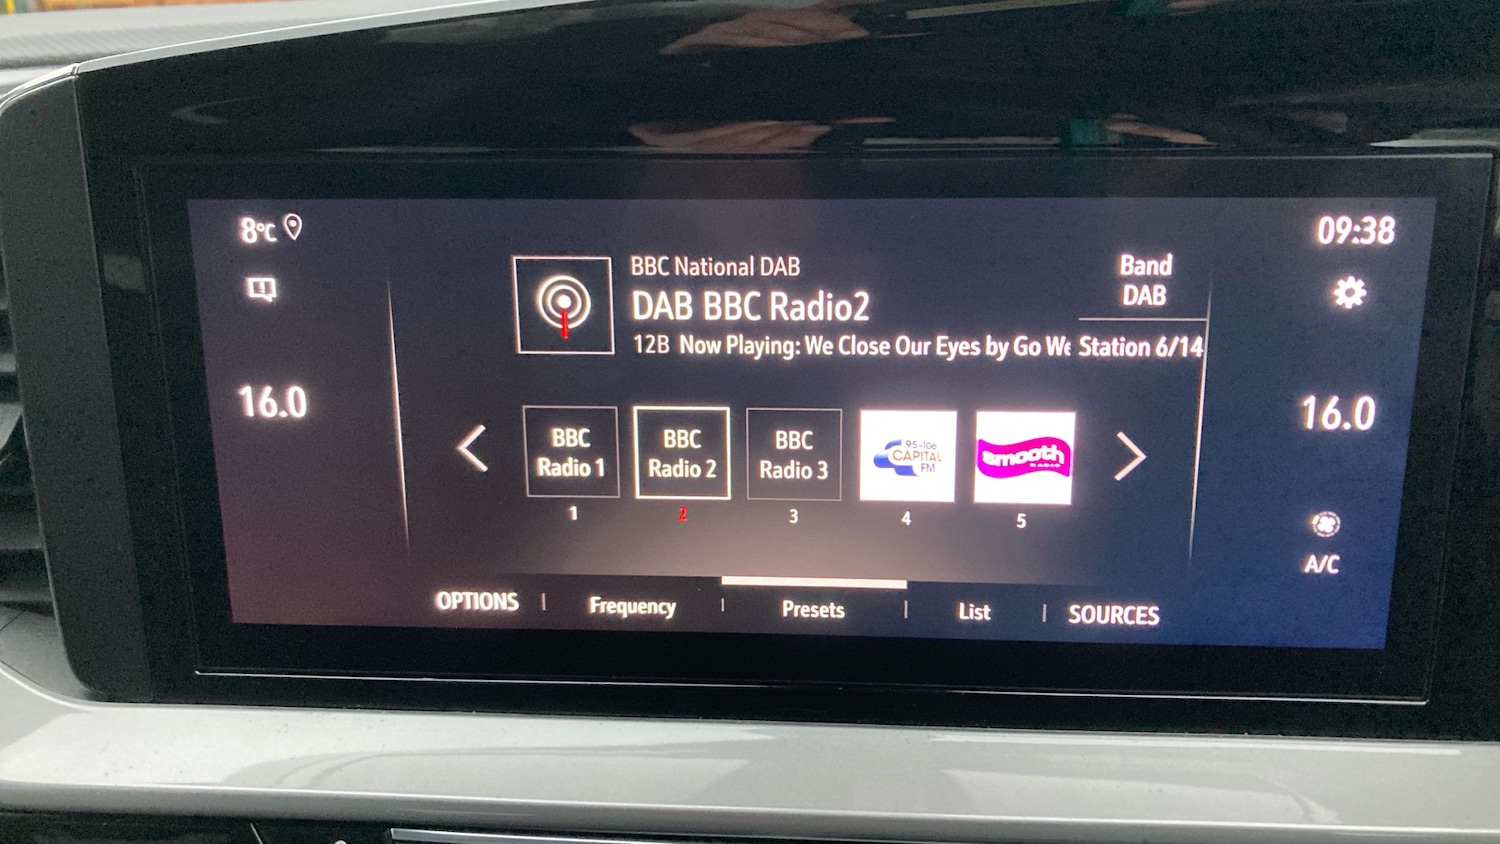 8°C
09:38
BBC National DAB
DAB BBC Radio2
12B Now Playing: We Close Our Eyes by Go We
Band
DAB
Station 6/14
16.0
16.0
BBC
Radio 1
BBC
Radio 2
BBC
Radio 3
95-106
CAPITAL
FM
smooth
RADIO
1
2
3
4
5
A/C
OPTIONS
Frequency
Presets
List
SOURCES